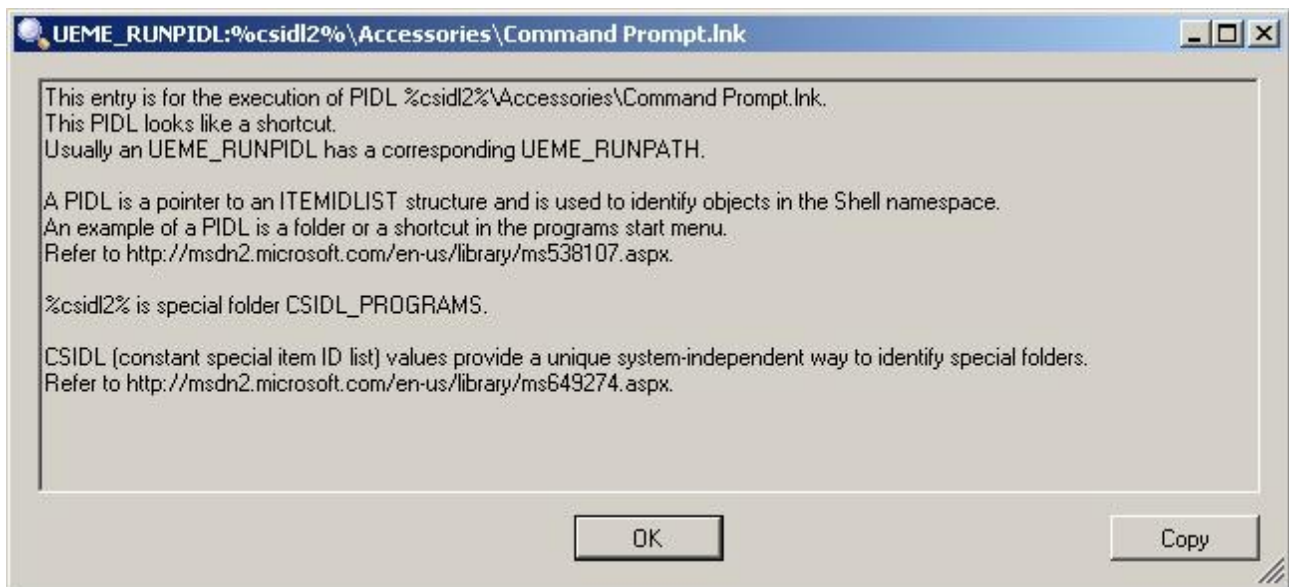 UEME_RUNPIDL:%csidl2%\Accessories\Command Prompt.lnk
This entry is for the execution of PIDL %csidl2%\Accessories\Command Prompt.lnk.
This PIDL looks like a shortcut.
Usually an UEME_RUNPIDL has a corresponding UEME_RUNPATH.
A PIDL is a pointer to an ITEMIDLIST structure and is used to identify objects in the Shell namespace.
An example of a PIDL is a folder or a shortcut in the programs start menu.
Refer to http://msdn2.microsoft.com/en-us/library/ms538107.aspx.
%csidl2% is special folder CSIDL_PROGRAMS.
CSIDL (constant special item ID list) values provide a unique system-independent way to identify special folders.
Refer to http://msdn2.microsoft.com/en-us/library/ms649274.aspx.
OK
Copy